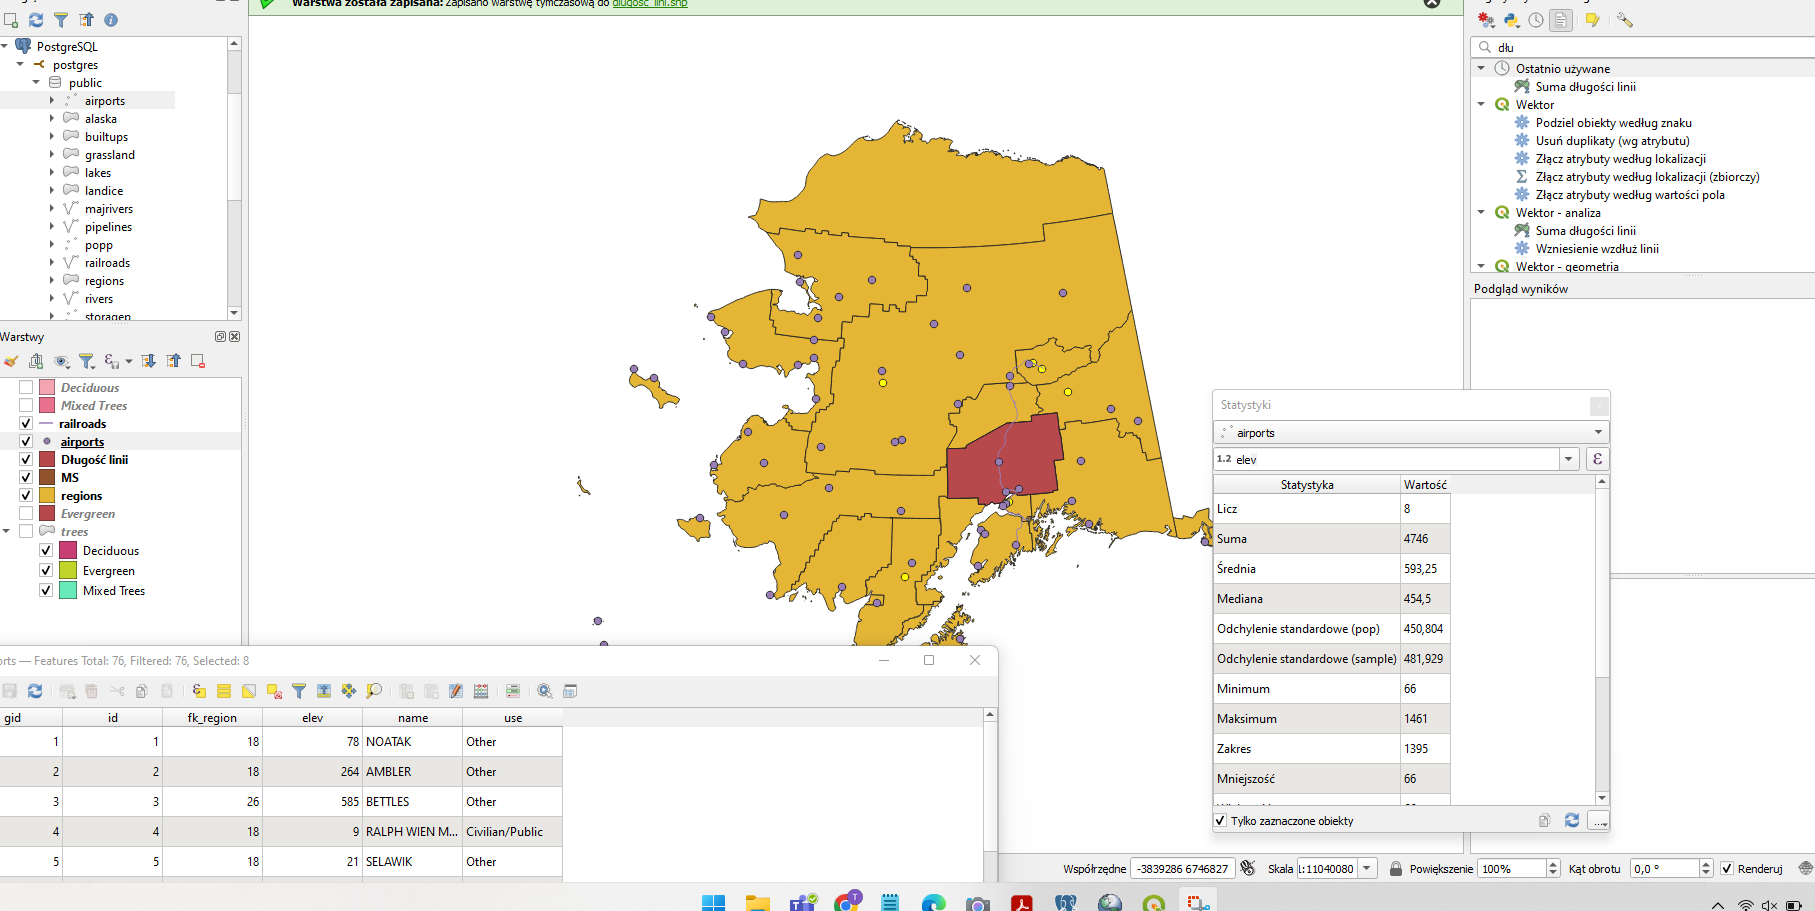 Warstwa została zapisana: Zapisano warstwę tymczasową do dlugosc_lini.shp
PostgreSQL
postgres
public
airports
alaska
builtups
grassland
lakes
landice
majrivers
pipelines
popp
railroads
regions
rivers
storagep
Warstwy
Deciduous
Mixed Trees
railroads
airports
Długość linii
MS
regions
Evergreen
trees
Deciduous
Evergreen
Mixed Trees
dłu
Ostatnio używane
Suma długości linii
Wektor
Podziel obiekty według znaku
Usuń duplikaty (wg atrybutu)
Złącz atrybuty według lokalizacji
Złącz atrybuty według lokalizacji (zbiorczy)
Złącz atrybuty według wartości pola
Wektor - analiza
Suma długości linii
Wzniesienie wzdłuż linii
Wektor - geometria
Podgląd wyników
Statystyki
airports
1.2 elev
ε
Statystyka Wartość
Licz 8
Suma 4746
Średnia 593,25
Mediana 454,5
Odchylenie standardowe (pop) 450,804
Odchylenie standardowe (sample) 481,929
Minimum 66
Maksimum 1461
Zakres 1395
Mniejszość 66
Tylko zaznaczone obiekty
...
orts — Features Total: 76, Filtered: 76, Selected: 8
gid id fk_region elev name use
1 1 18 78 NOATAK Other
2 2 18 264 AMBLER Other
3 3 26 585 BETTLES Other
4 4 18 9 RALPH WIEN M... Civilian/Public
5 5 18 21 SELAWIK Other
Współrzędne -3839286 6746827 Skala 1:11040080 Powiększenie 100% Kąt obrotu 0,0 ° Renderuj